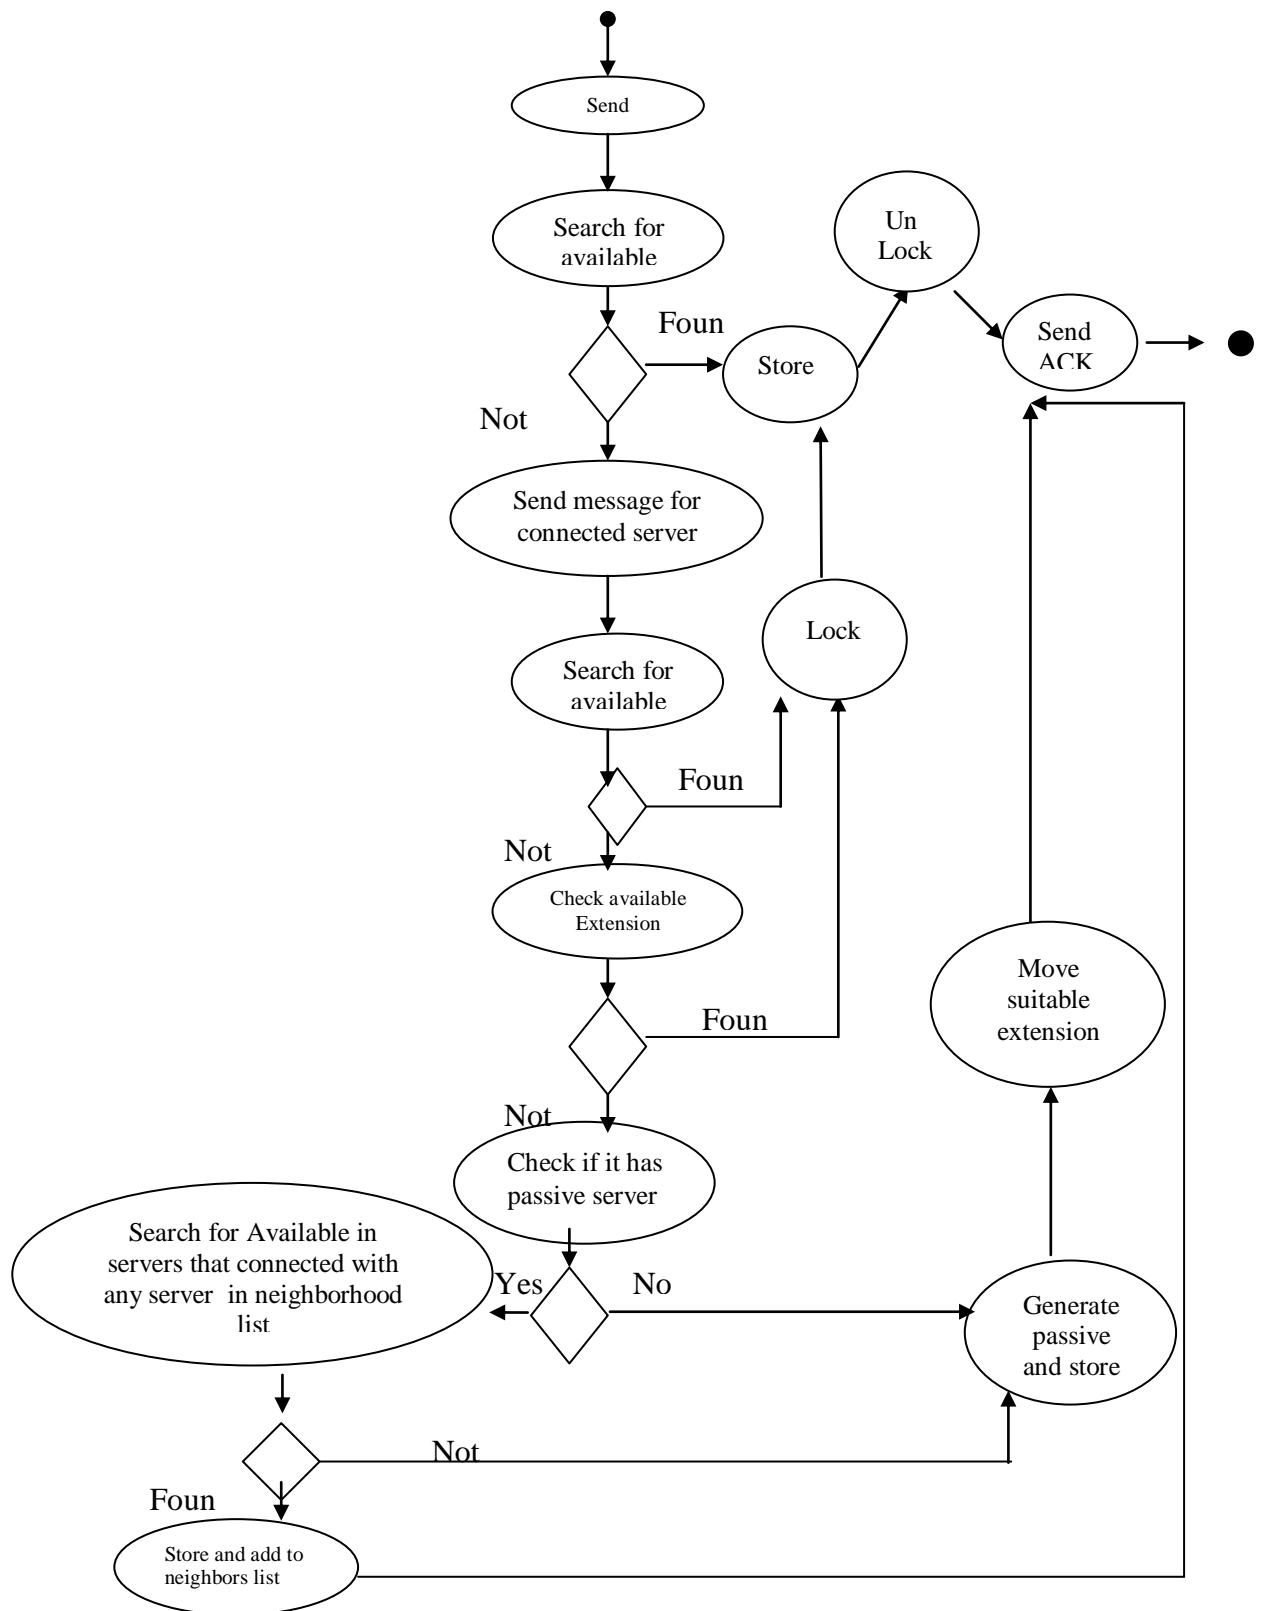 Send
Search for
available
Un
Lock
Foun
Send
ACK
Store
Not
Send message for
connected server
Lock
Search for
available
Foun
Not
Check available
Extension
Move
suitable
extension
Foun
Not
Check if it has
passive server
Search for Available in
servers that connected with
any server in neighborhood
list
Yes
No
Generate
passive
and store
Not
Foun
Store and add to
neighbors list